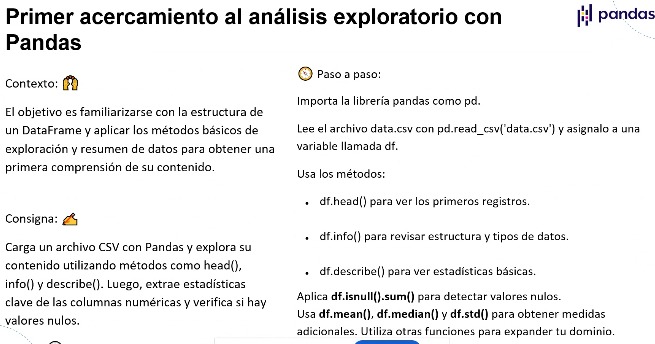 Primer acercamiento al análisis exploratorio con
Pandas
pandas
Contexto:
El objetivo es familiarizarse con la estructura de
un DataFrame y aplicar los métodos básicos de
exploración y resumen de datos para obtener una
primera comprensión de su contenido.
Consigna:
Carga un archivo CSV con Pandas y explora su
contenido utilizando métodos como head(),
info() y describe(). Luego, extrae estadísticas
clave de las columnas numéricas y verifica si hay
valores nulos.
Paso a paso:
Importa la librería pandas como pd.
Lee el archivo data.csv con pd.read_csv('data.csv') y asignalo a una
variable llamada df.
Usa los métodos:
• df.head() para ver los primeros registros.
• df.info() para revisar estructura y tipos de datos.
• df.describe() para ver estadísticas básicas.
Aplica df.isnull().sum() para detectar valores nulos.
Usa df.mean(), df.median() y df.std() para obtener medidas
adicionales. Utiliza otras funciones para expander tu dominio.